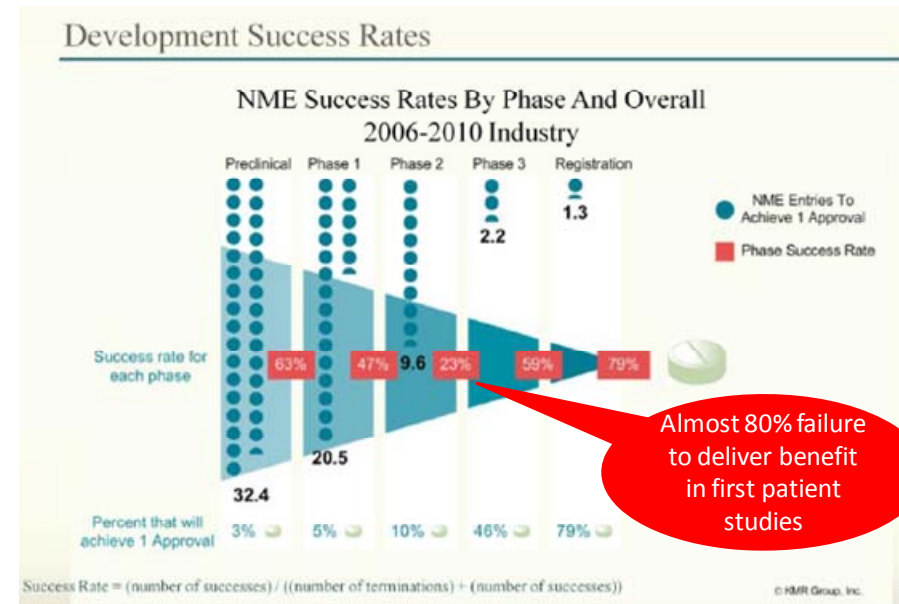 Development Success Rates
NME Success Rates By Phase And Overall
2006-2010 Industry
Preclinical Phase 1 Phase 2 Phase 3 Registration
1.3
2.2
NME Entries To
Achieve 1 Approval
Phase Success Rate
Success rate for
each phase
63% 47% 9.6 23% 59% 79%
Almost 80% failure
to deliver benefit
in first patient
studies
20.5
32.4
Percent that will
achieve 1 Approval
3% 5% 10% 46% 79%
Success Rate = (number of successes) / ((number of terminations) + (number of successes))
© KMR Group, Inc.